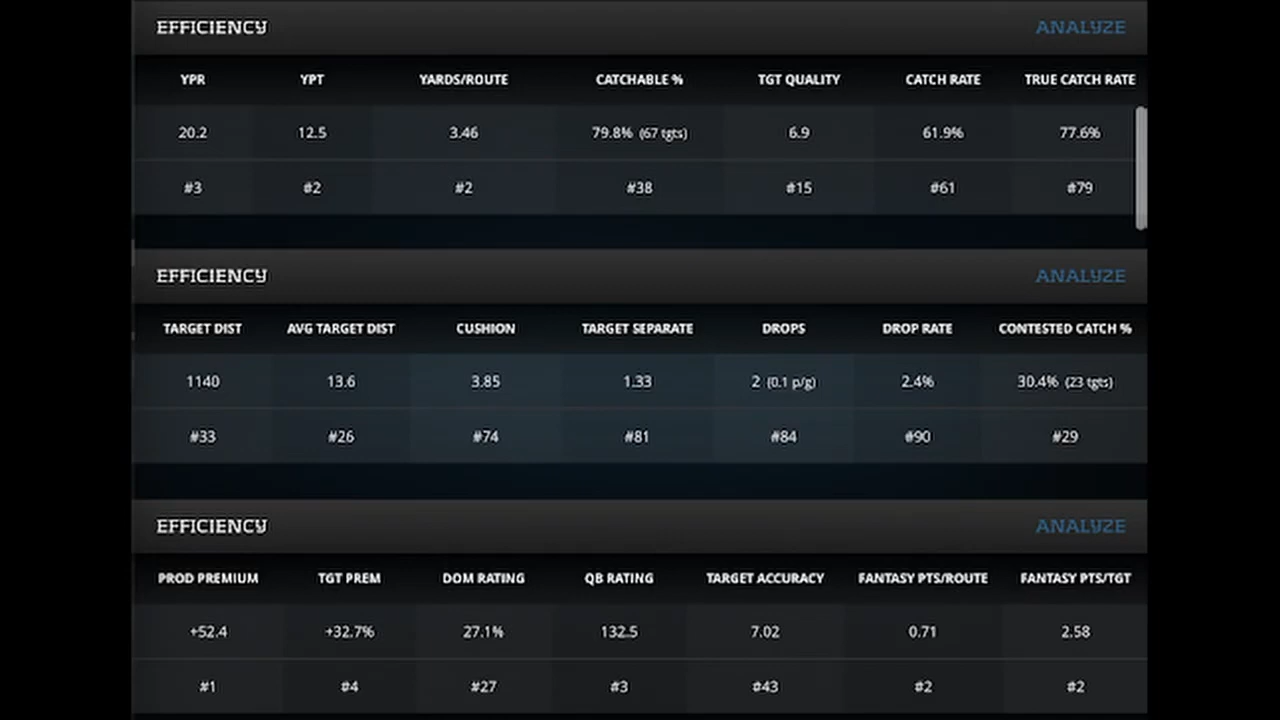 EFFICIENCY ANALYZE
YPR YPT YARDS/ROUTE CATCHABLE % TGT QUALITY CATCH RATE TRUE CATCH RATE
20.2 12.5 3.46 79.8% (67 tgts) 6.9 61.9% 77.6%
#3 #2 #2 #38 #15 #61 #79
EFFICIENCY ANALYZE
TARGET DIST AVG TARGET DIST CUSHION TARGET SEPARATE DROPS DROP RATE CONTESTED CATCH %
1140 13.6 3.85 1.33 2 (0.1 p/g) 2.4% 30.4% (23 tgts)
#33 #26 #74 #81 #84 #90 #29
EFFICIENCY ANALYZE
PROD PREMIUM TGT PREM DOM RATING QB RATING TARGET ACCURACY FANTASY PTS/ROUTE FANTASY PTS/TGT
+52.4 +32.7% 27.1% 132.5 7.02 0.71 2.58
#1 #4 #27 #3 #43 #2 #2